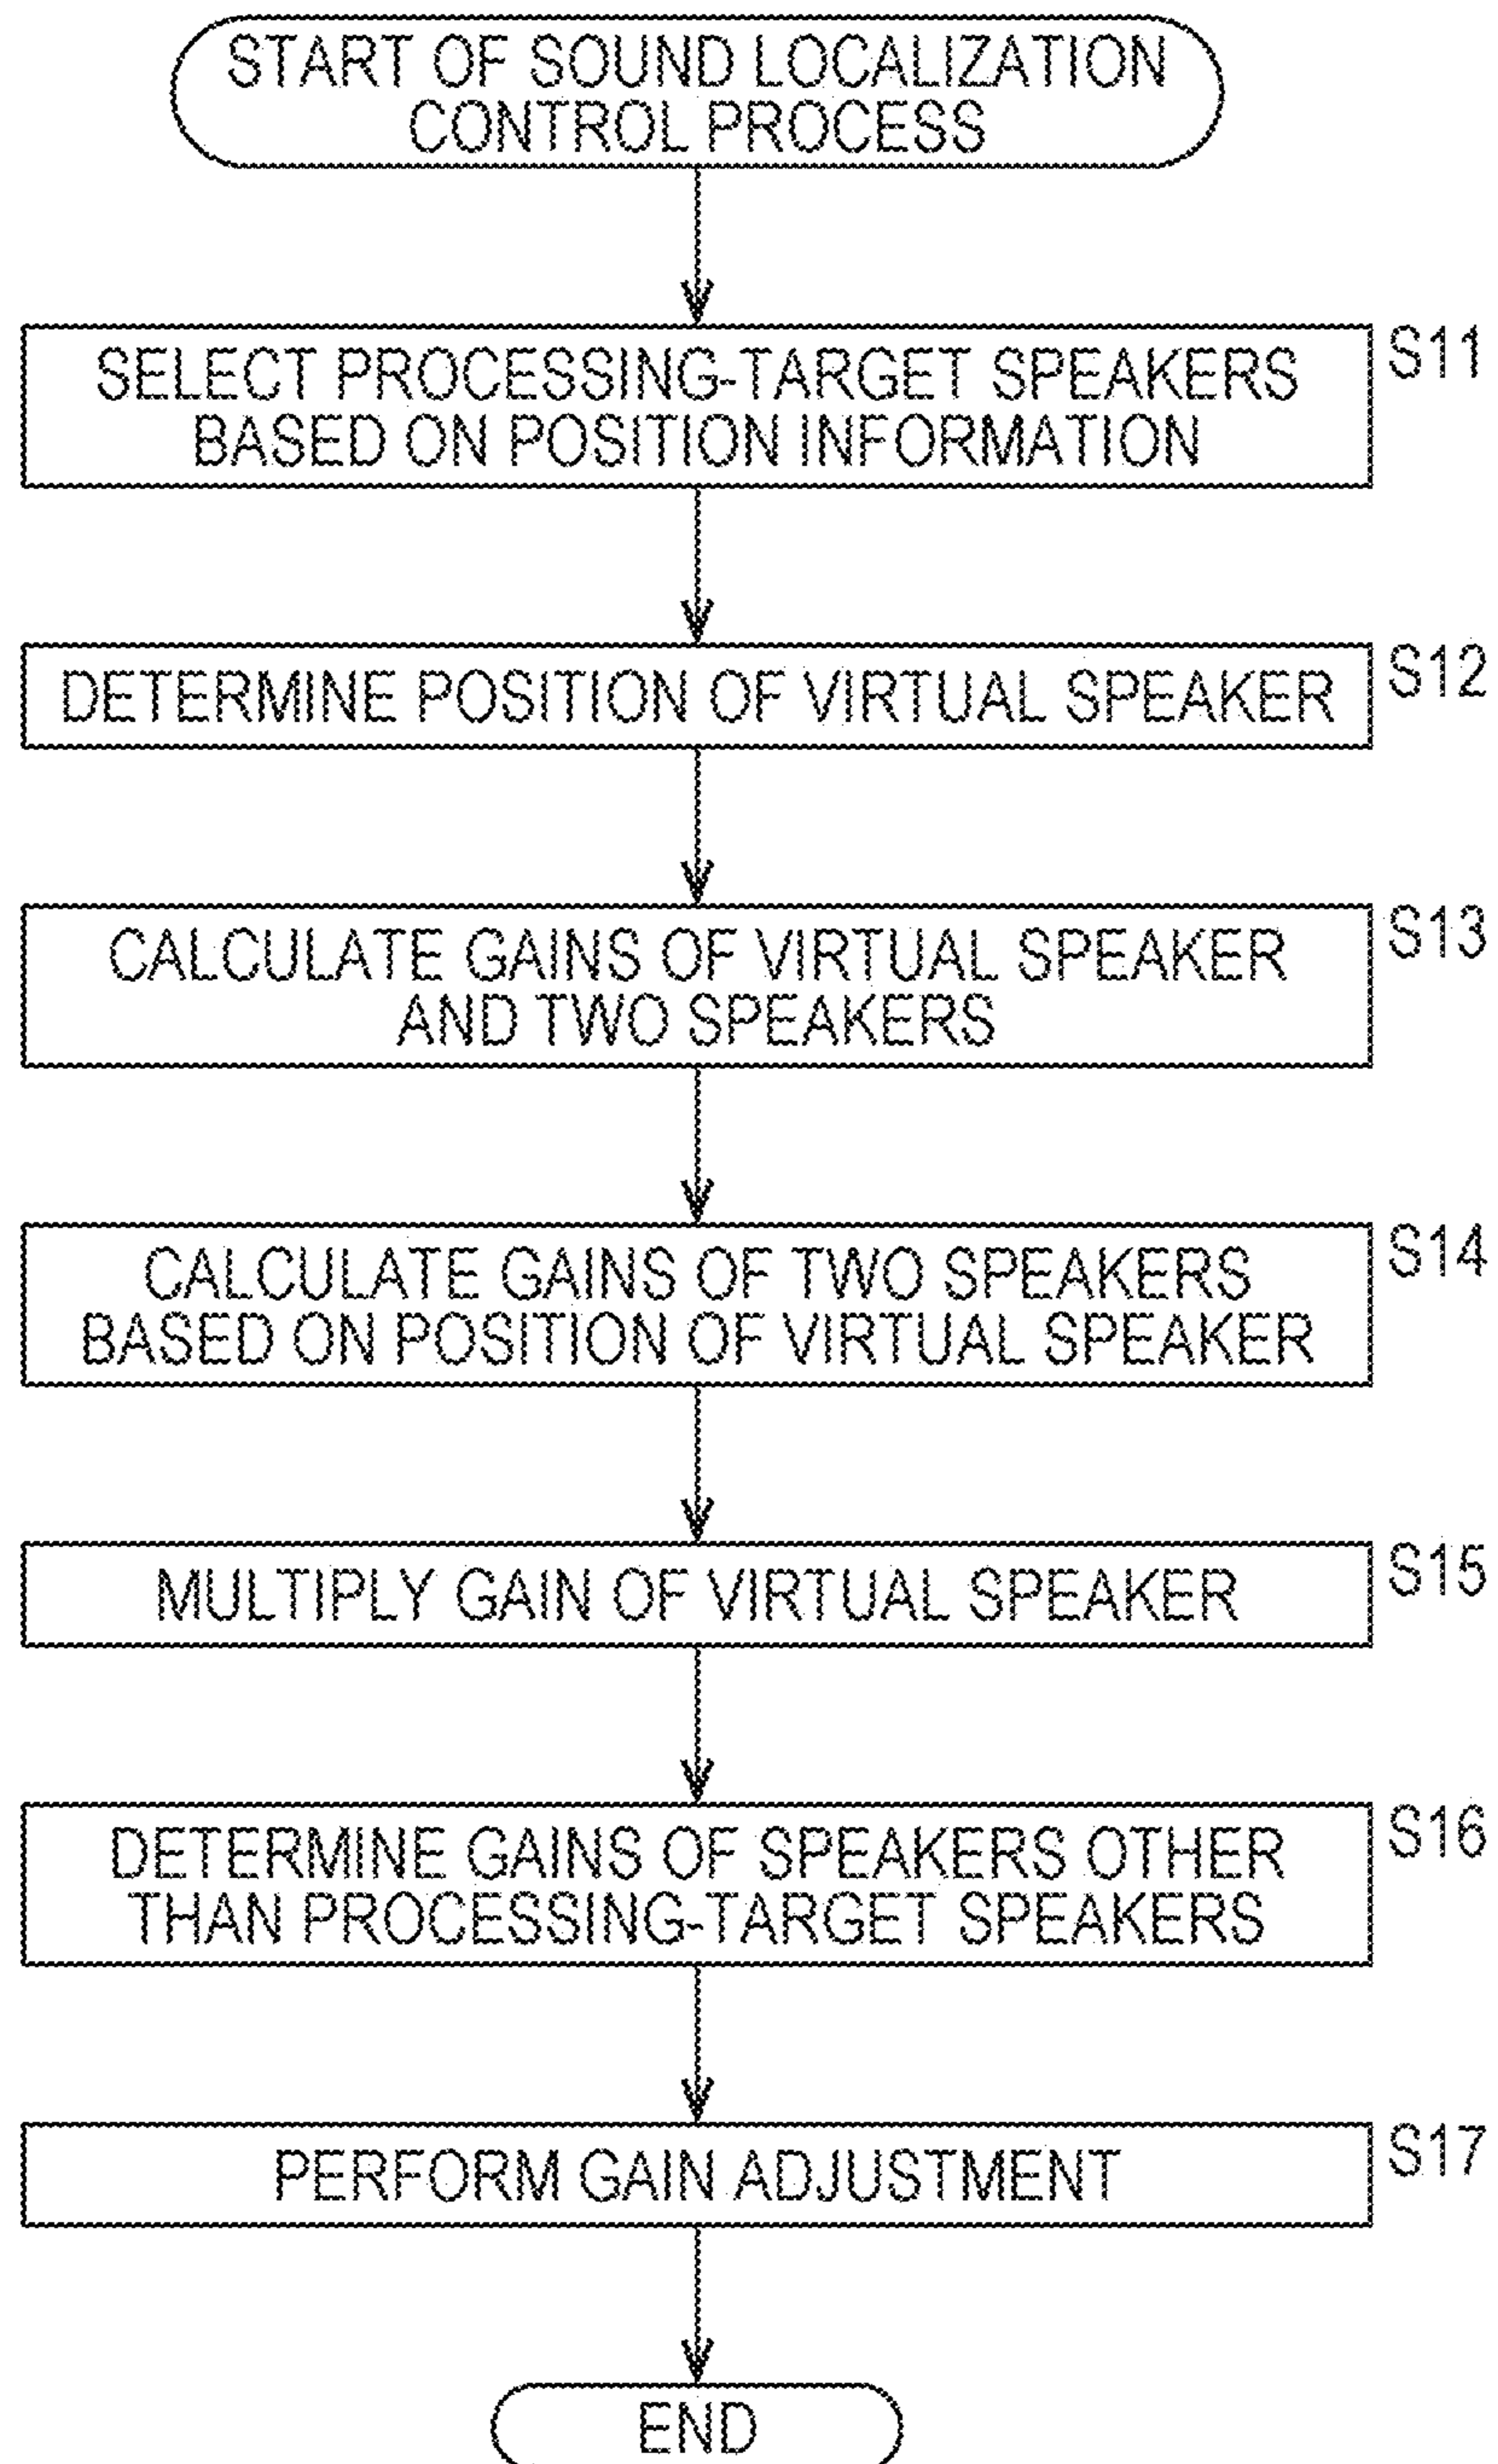 START OF SOUND LOCALIZATION
CONTROL PROCESS
SELECT PROCESSING-TARGET SPEAKERS
BASED ON POSITION INFORMATION
S11
DETERMINE POSITION OF VIRTUAL SPEAKER
S12
CALCULATE GAINS OF VIRTUAL SPEAKER
AND TWO SPEAKERS
S13
CALCULATE GAINS OF TWO SPEAKERS
BASED ON POSITION OF VIRTUAL SPEAKER
S14
MULTIPLY GAIN OF VIRTUAL SPEAKER
S15
DETERMINE GAINS OF SPEAKERS OTHER
THAN PROCESSING-TARGET SPEAKERS
S16
PERFORM GAIN ADJUSTMENT
S17
END